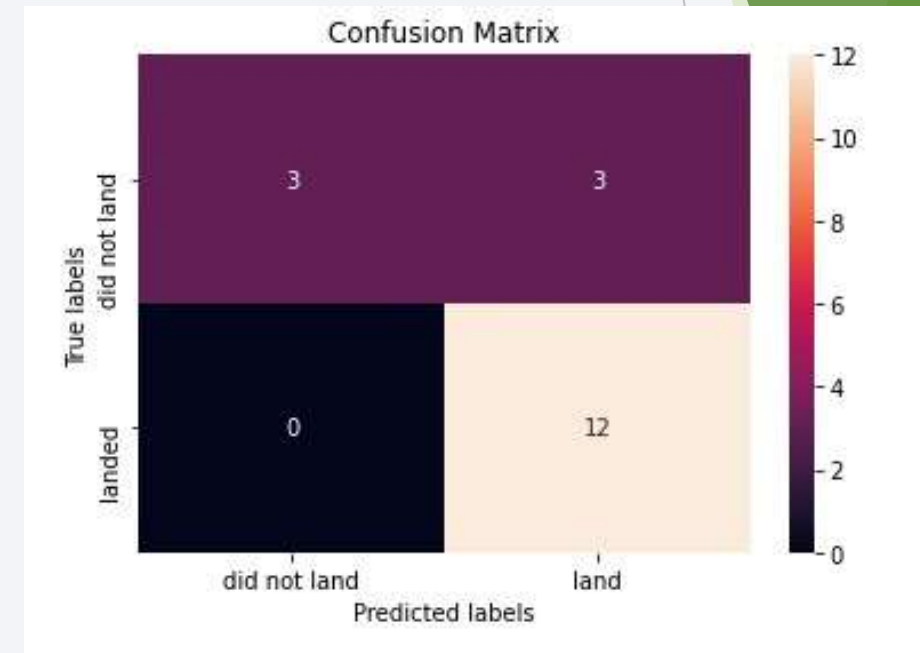 Confusion Matrix
True labels
did not land
landed
3
3
0
12
did not land
land
Predicted labels
12
10
8
6
4
2
0